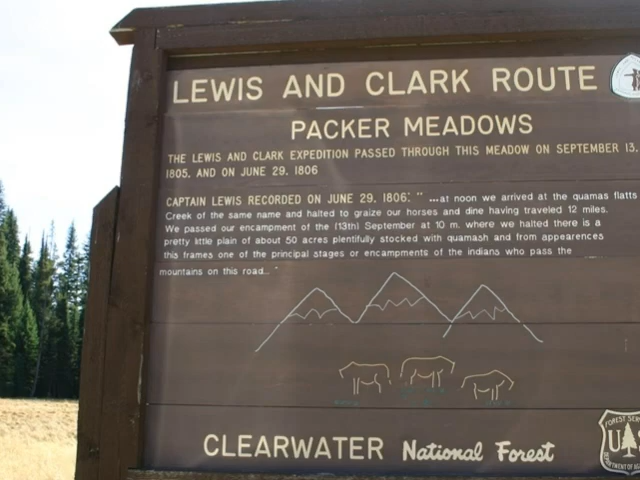 LEWIS AND CLARK ROUTE
PACKER MEADOWS
THE LEWIS AND CLARK EXPEDITION PASSED THROUGH THIS MEADOW ON SEPTEMBER 13,
1805, AND ON JUNE 29, 1806
CAPTAIN LEWIS RECORDED ON JUNE 29, 1806: " ...at noon we arrived at the quamas flatts
Creek of the same name and halted to graize our horses and dine having traveled 12 miles.
We passed our encampment of the (13th) September at 10 m. where we halted there is a
pretty little plain of about 50 acres plentifully stocked with quamash and from appearences
this frames one of the principal stages or encampments of the indians who pass the
mountains on this road..."
CLEARWATER National Forest
FOREST SERV
U
DEPARTMENT OF